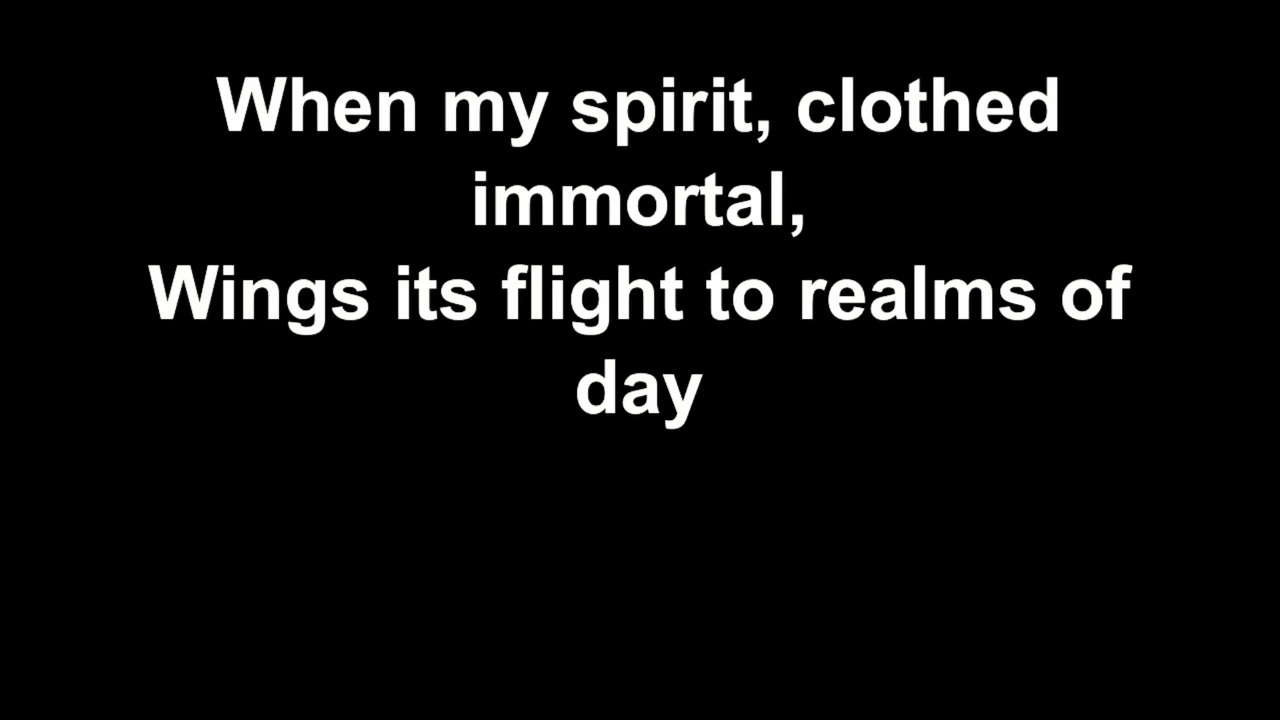 When my spirit, clothed
immortal,
Wings its flight to realms of
day